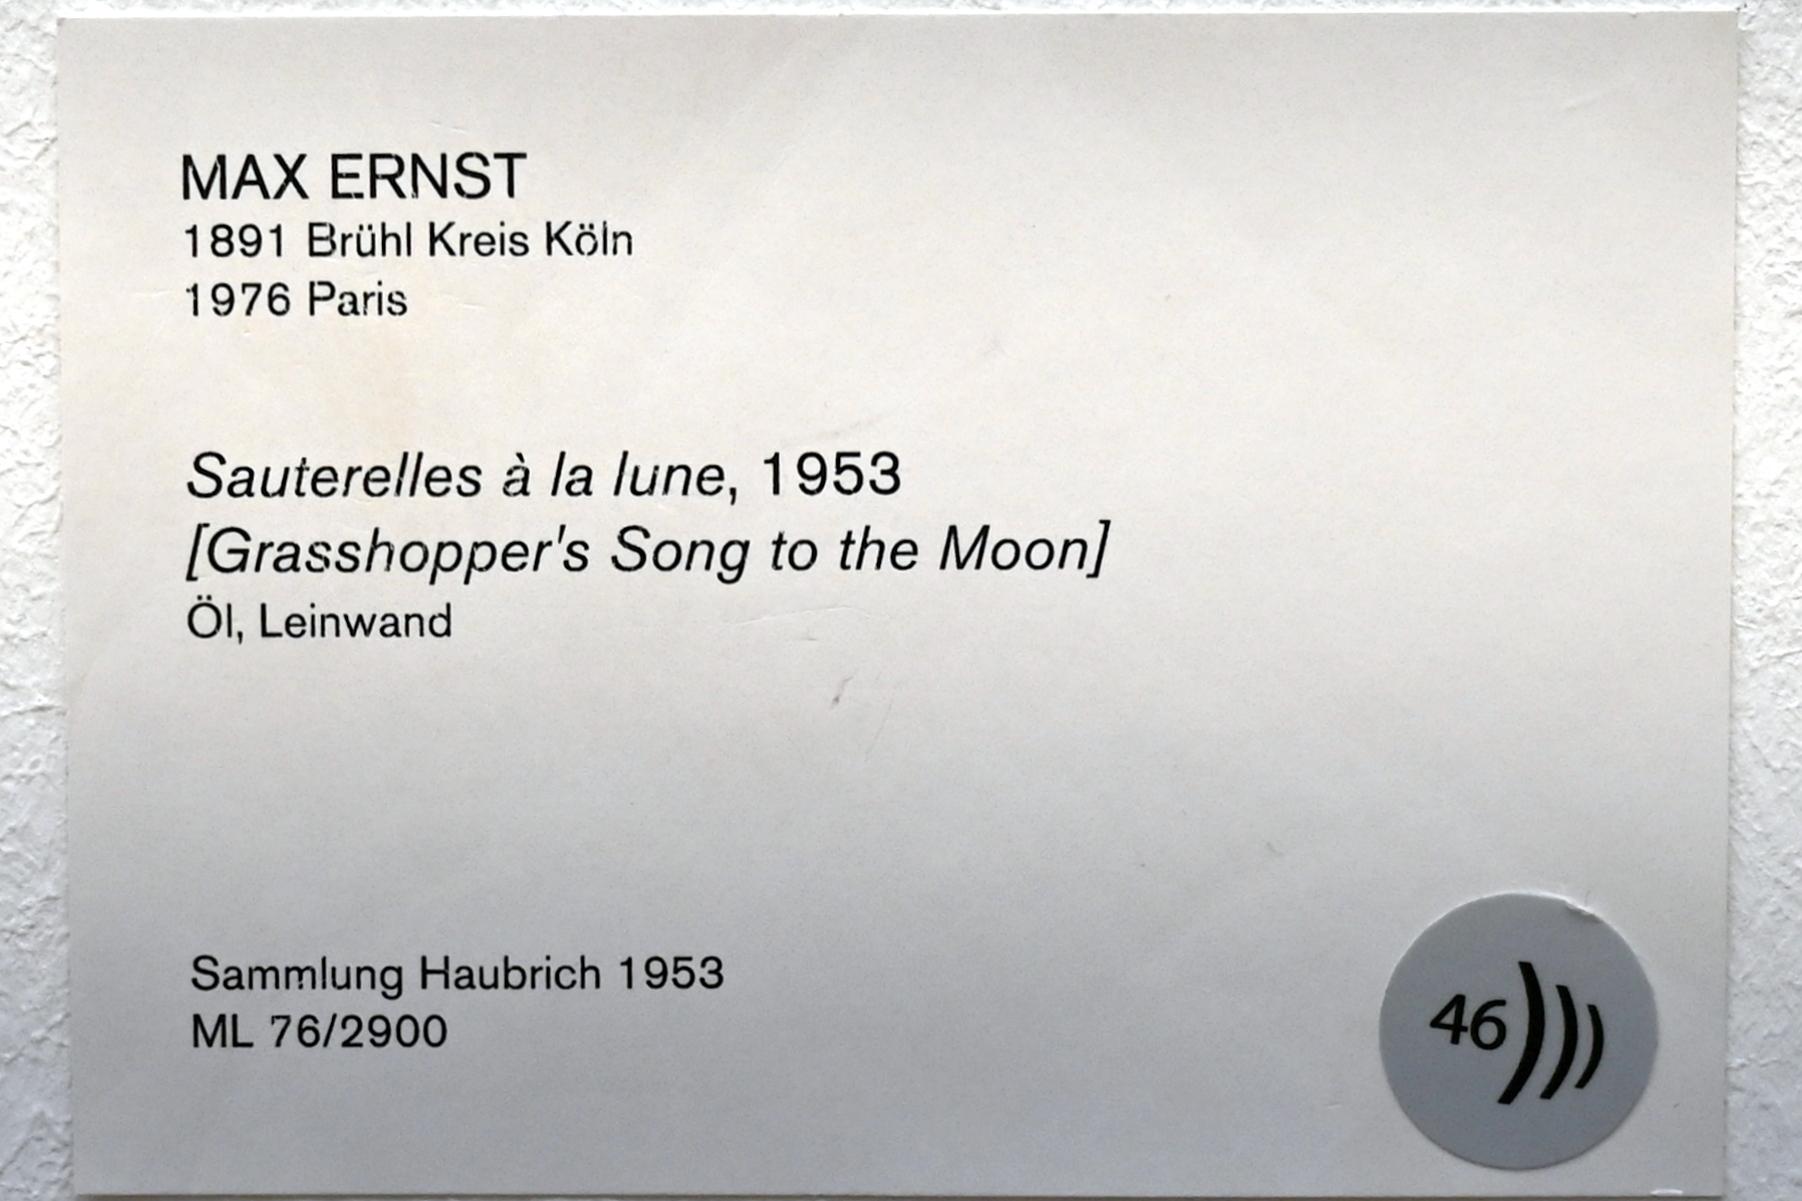 MAX ERNST
1891 Brühl Kreis Köln
1976 Paris
Sauterelles à la lune, 1953
[Grasshopper's Song to the Moon]
Öl, Leinwand
Sammlung Haubrich 1953
ML 76/2900
46